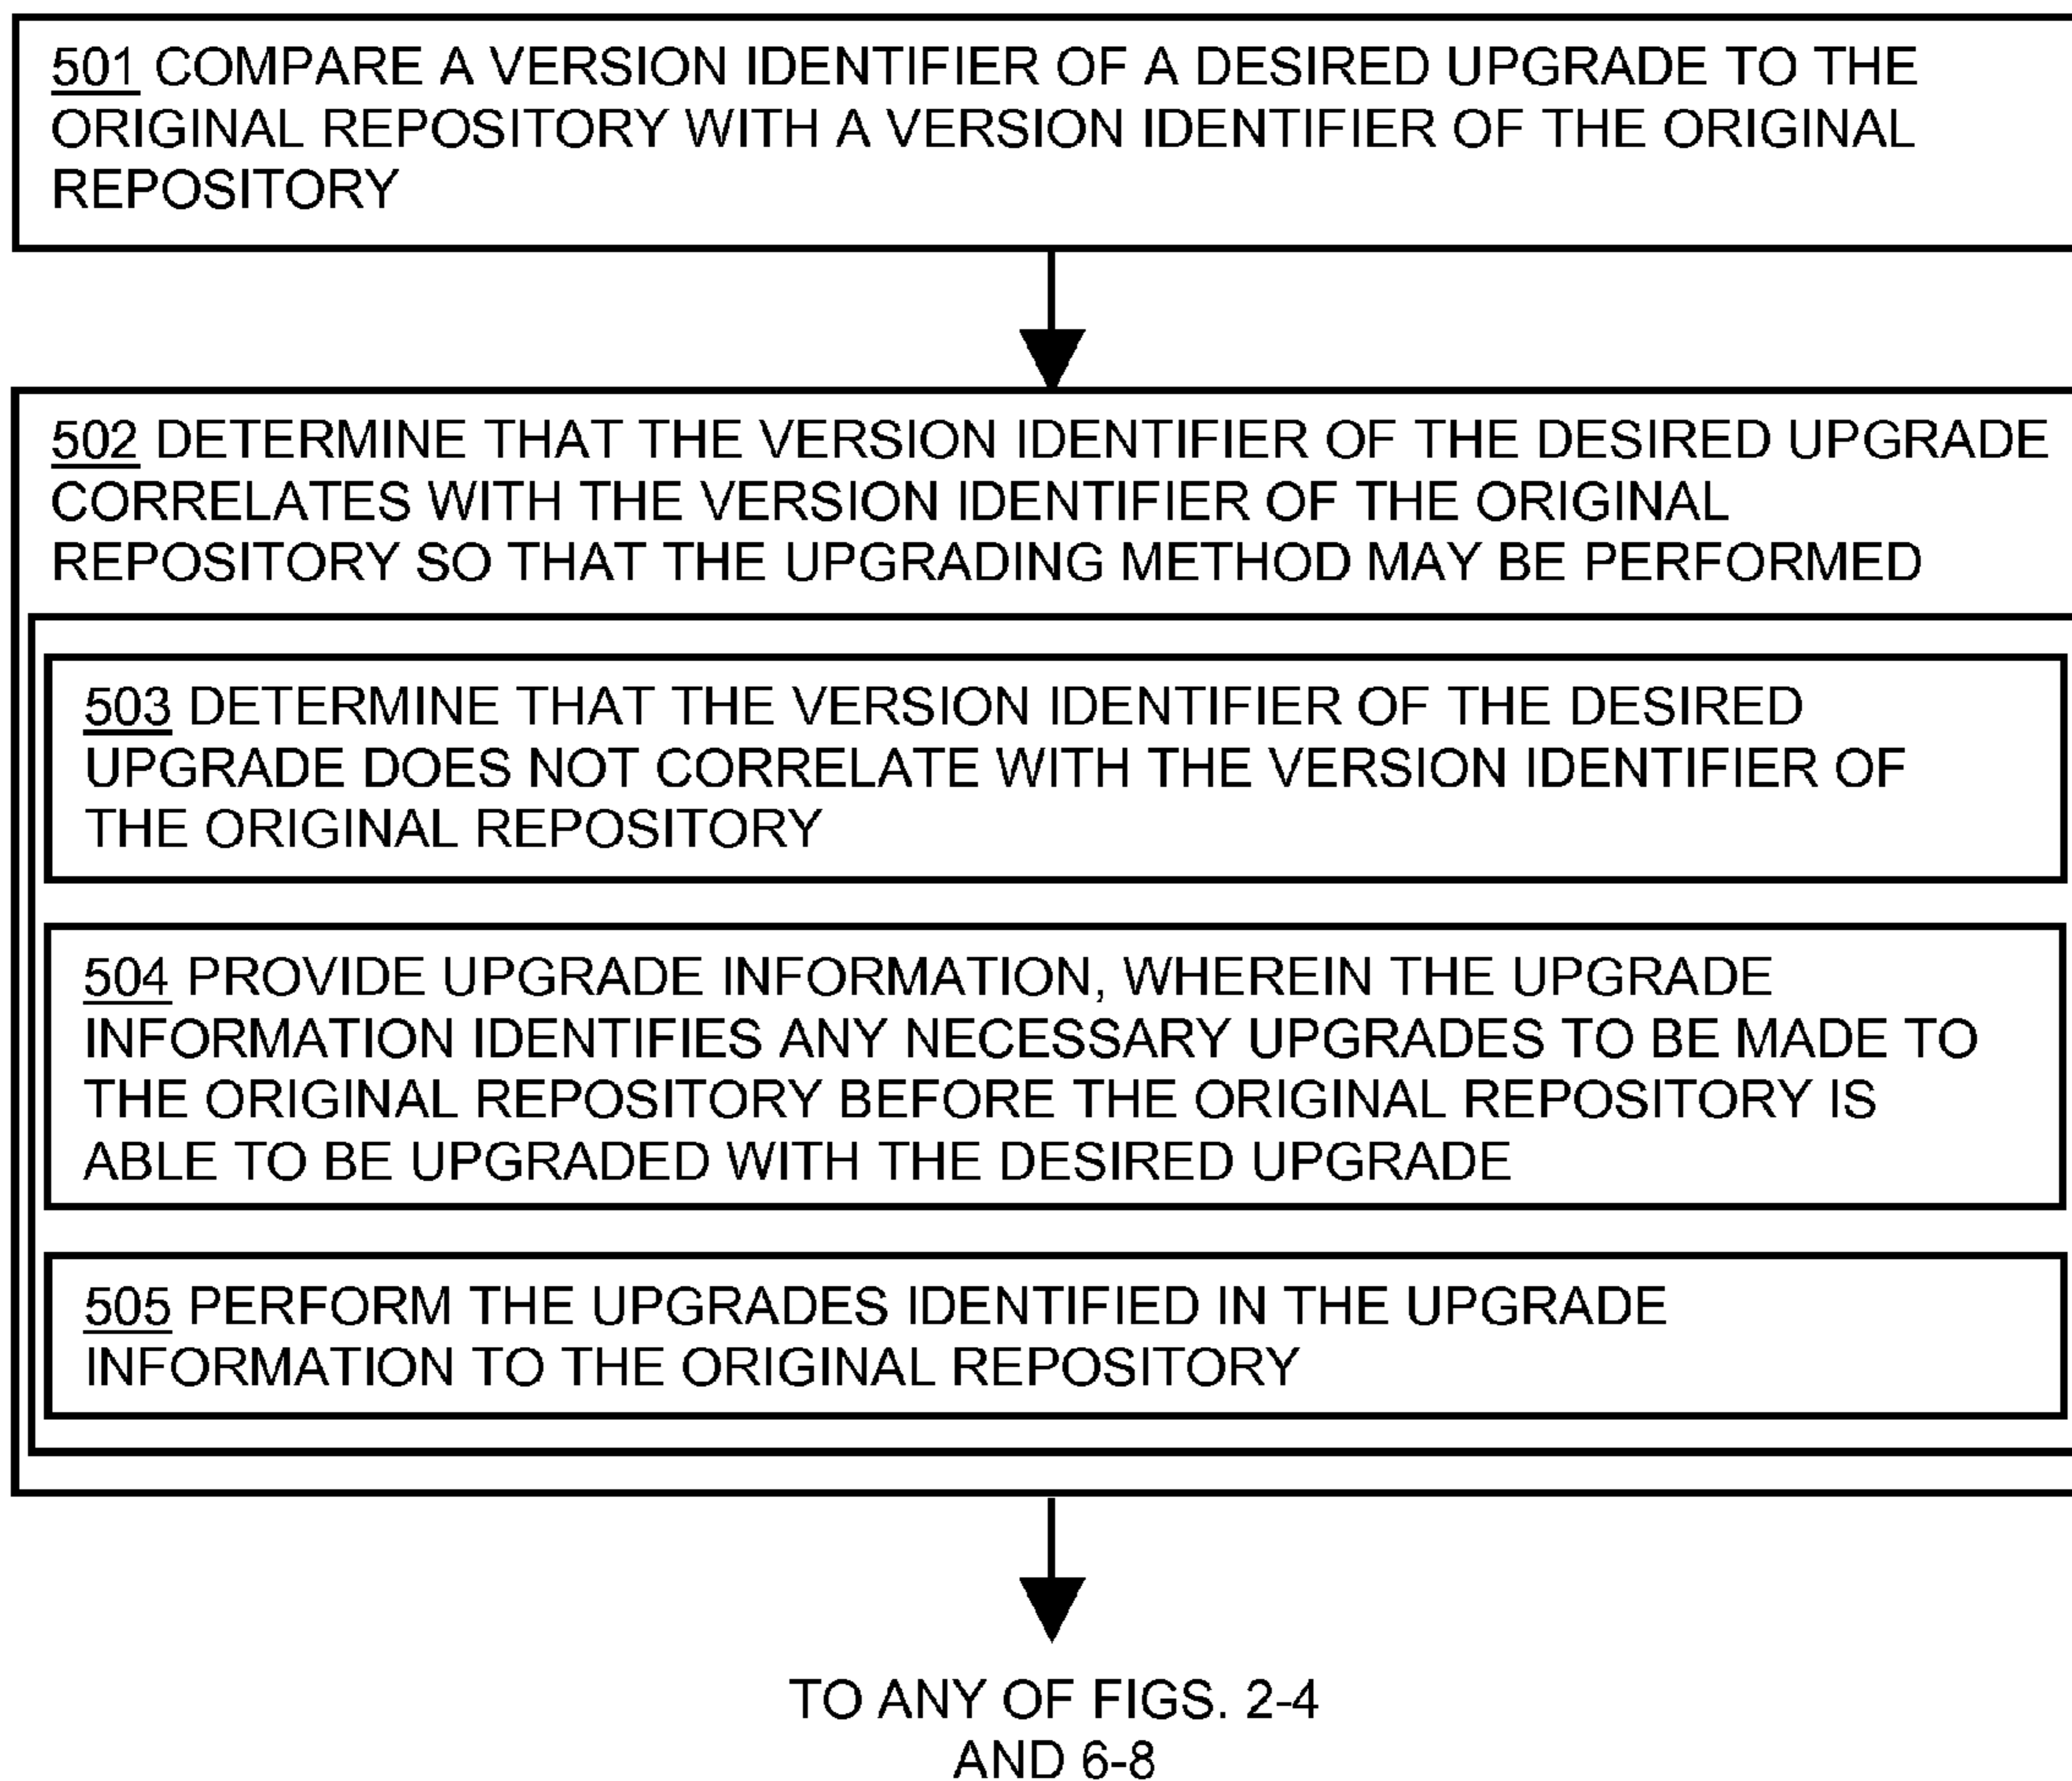 501 COMPARE A VERSION IDENTIFIER OF A DESIRED UPGRADE TO THE
ORIGINAL REPOSITORY WITH A VERSION IDENTIFIER OF THE ORIGINAL
REPOSITORY
502 DETERMINE THAT THE VERSION IDENTIFIER OF THE DESIRED UPGRADE
CORRELATES WITH THE VERSION IDENTIFIER OF THE ORIGINAL
REPOSITORY SO THAT THE UPGRADING METHOD MAY BE PERFORMED
503 DETERMINE THAT THE VERSION IDENTIFIER OF THE DESIRED
UPGRADE DOES NOT CORRELATE WITH THE VERSION IDENTIFIER OF
THE ORIGINAL REPOSITORY
504 PROVIDE UPGRADE INFORMATION, WHEREIN THE UPGRADE
INFORMATION IDENTIFIES ANY NECESSARY UPGRADES TO BE MADE TO
THE ORIGINAL REPOSITORY BEFORE THE ORIGINAL REPOSITORY IS
ABLE TO BE UPGRADED WITH THE DESIRED UPGRADE
505 PERFORM THE UPGRADES IDENTIFIED IN THE UPGRADE
INFORMATION TO THE ORIGINAL REPOSITORY
TO ANY OF FIGS. 2-4
AND 6-8